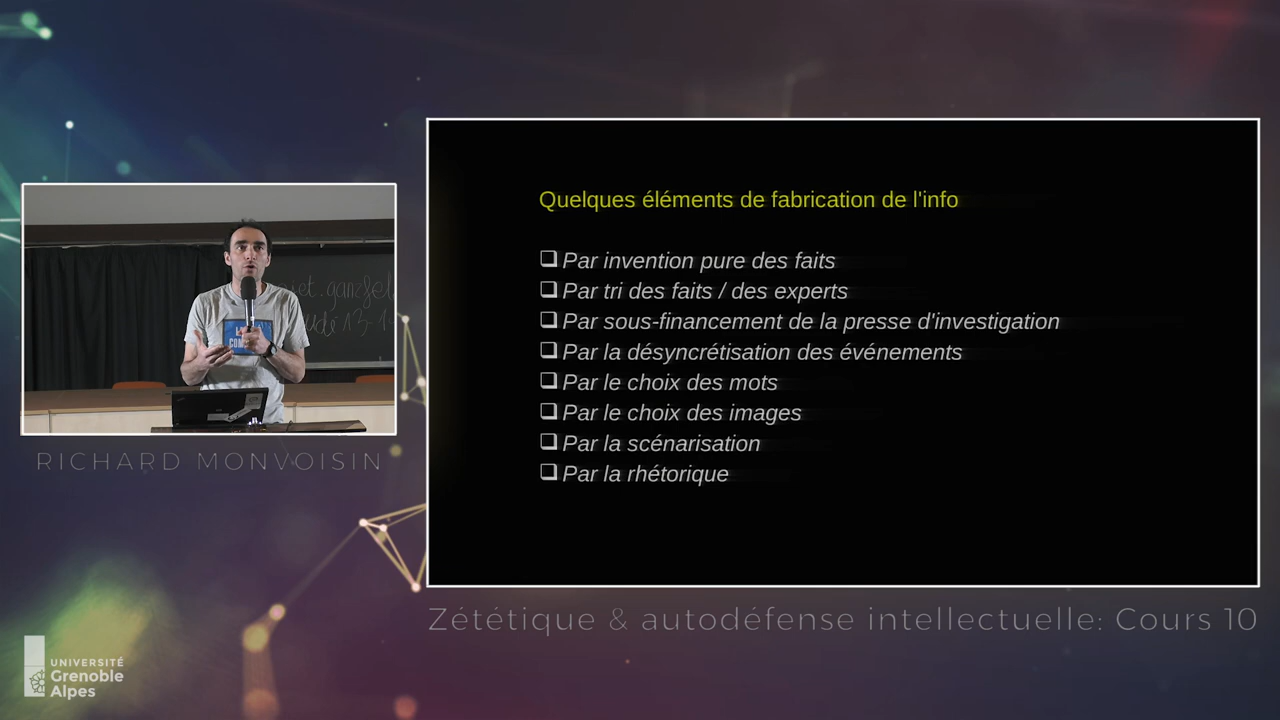 Quelques éléments de fabrication de l'info
❑ Par invention pure des faits
❑ Par tri des faits / des experts
❑ Par sous-financement de la presse d'investigation
❑ Par la désyncrétisation des événements
❑ Par le choix des mots
❑ Par le choix des images
❑ Par la scénarisation
❑ Par la rhétorique
RICHARD MONVOISIN
Zététique & autodéfense intellectuelle: Cours 10
UNIVERSITÉ
Grenoble
Alpes